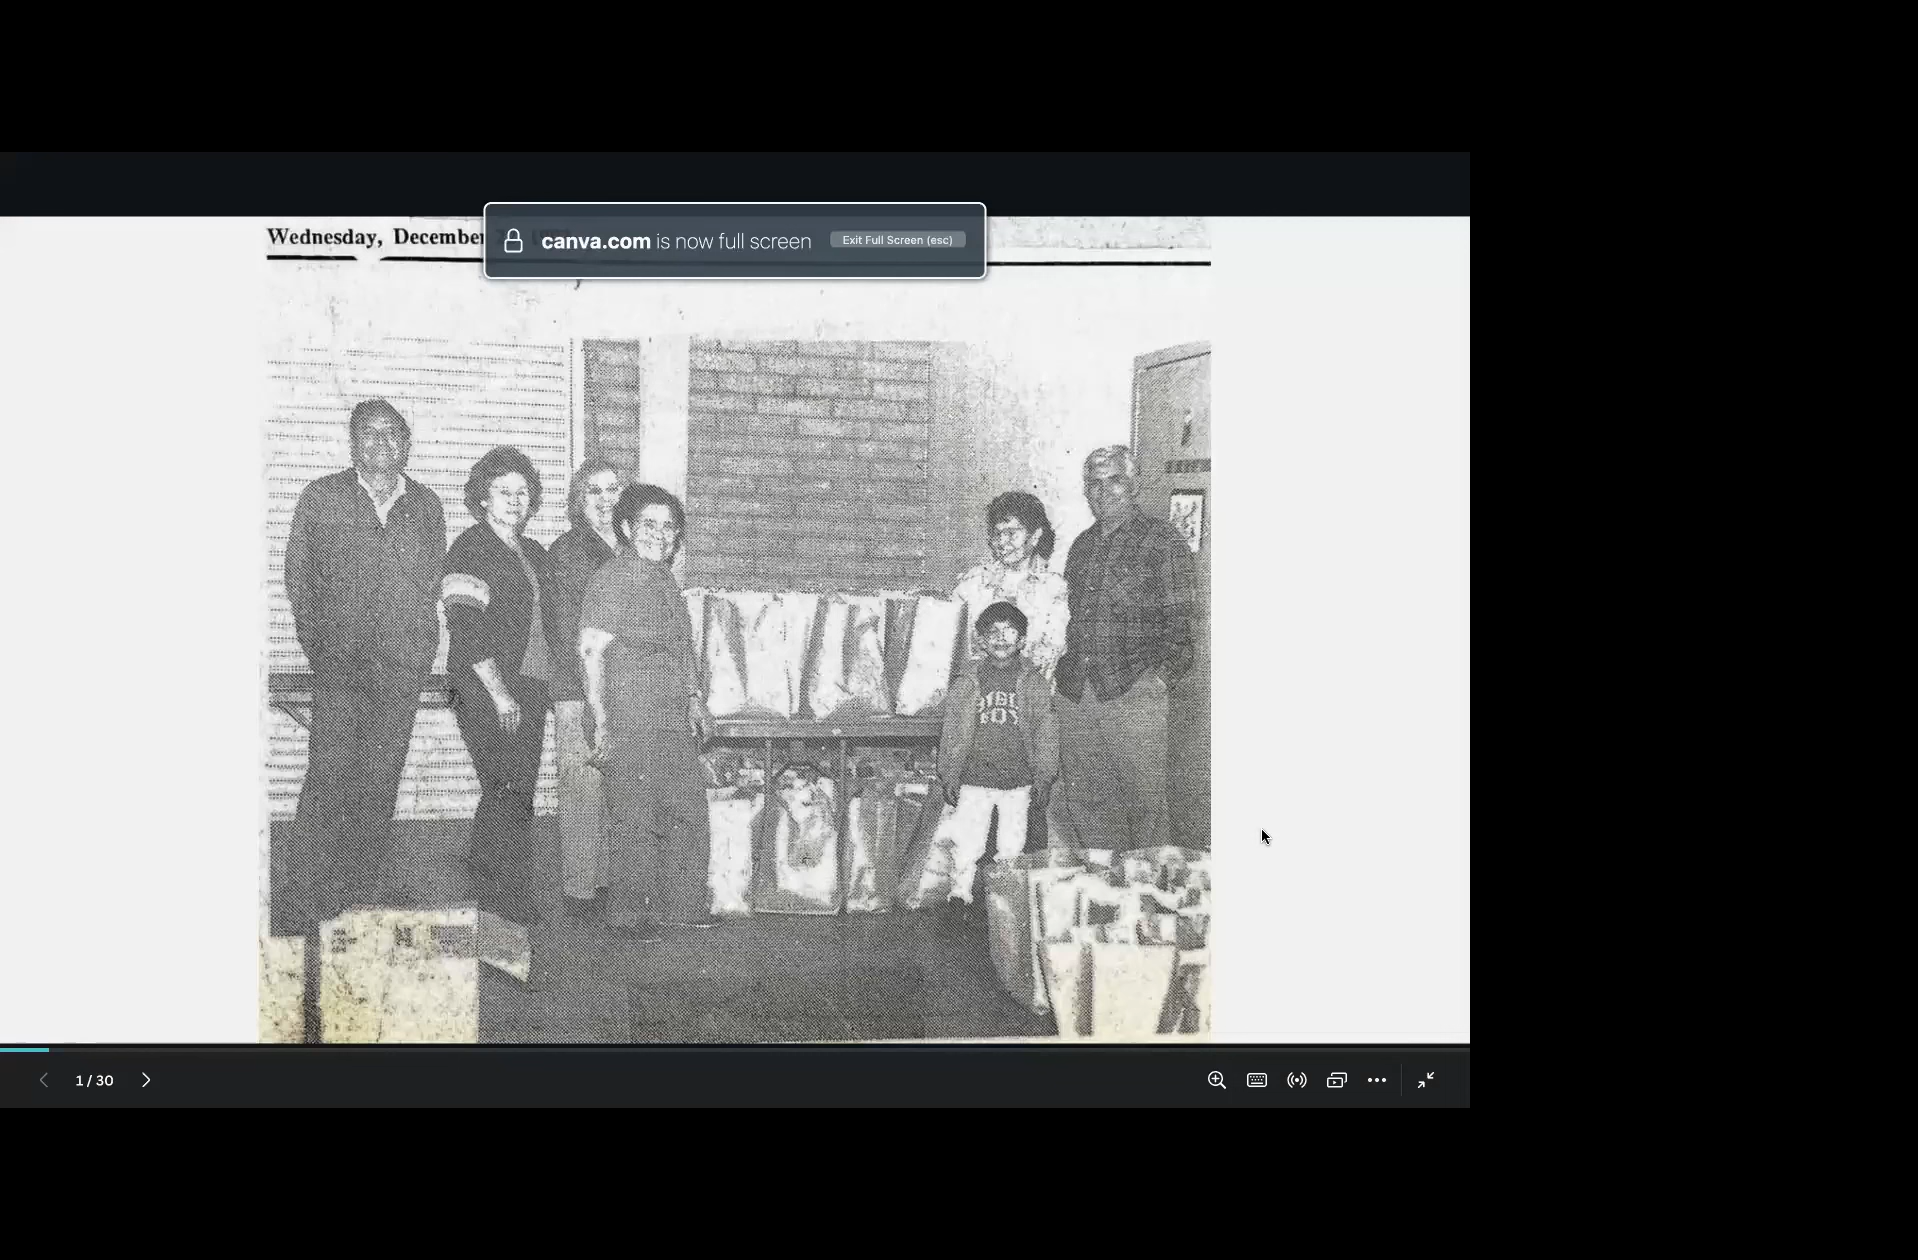 Wednesday, December
canva.com is now full screen Exit Full Screen (esc)
1 / 30